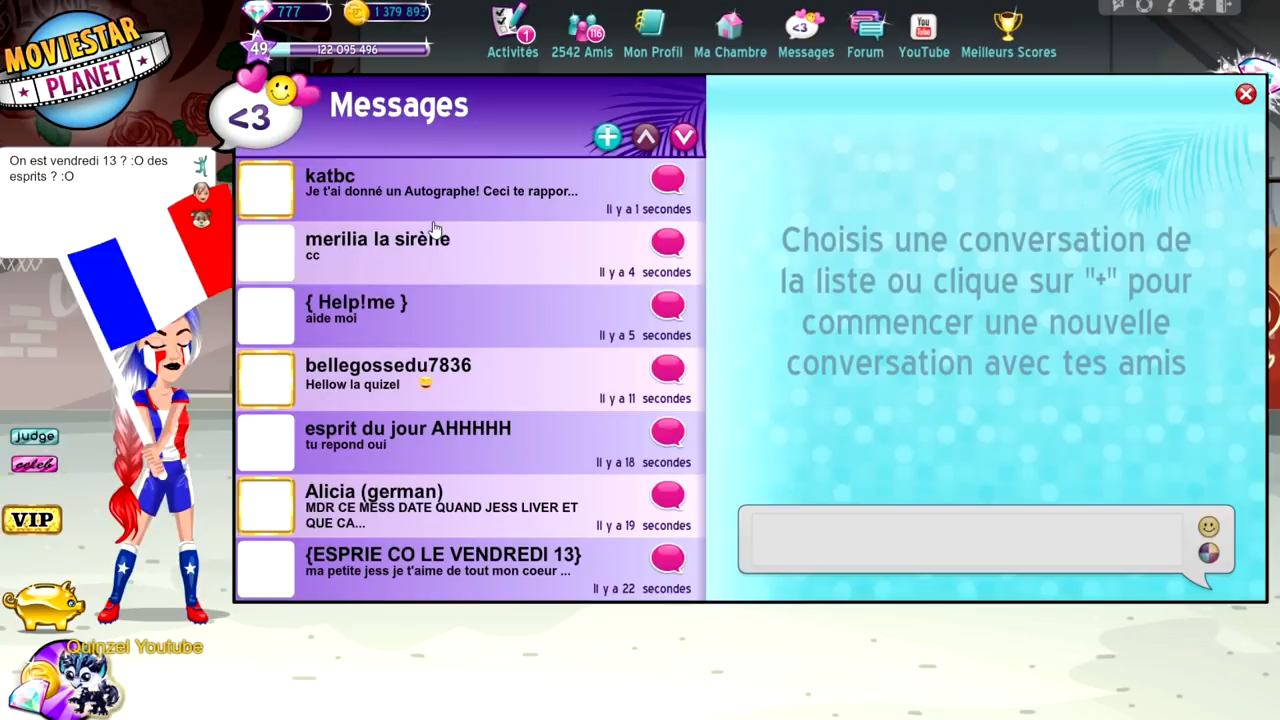 MOVIESTAR
PLANET
777
1 379 893
49
122 095 496
1
Activités
116
2542 Amis
Mon Profil
Ma Chambre
<3
Messages
Forum
You
Tube
YouTube
Meilleurs Scores
On est vendredi 13 ? :O des
esprits ? :O
judge
celeb
VIP
Quinzel Youtube
<3
Messages
katbc
Je t'ai donné un Autographe! Ceci te rappor...
Il y a 1 secondes
merilia la sirène
cc
Il y a 4 secondes
{ Help!me }
aide moi
Il y a 5 secondes
bellegossedu7836
Hellow la quizel
Il y a 11 secondes
esprit du jour AHHHHH
tu repond oui
Il y a 18 secondes
Alicia (german)
MDR CE MESS DATE QUAND JESS LIVER ET
QUE CA...
Il y a 19 secondes
{ESPRIE CO LE VENDREDI 13}
ma petite jess je t'aime de tout mon coeur ...
Il y a 22 secondes
Choisis une conversation de
la liste ou clique sur "+" pour
commencer une nouvelle
conversation avec tes amis